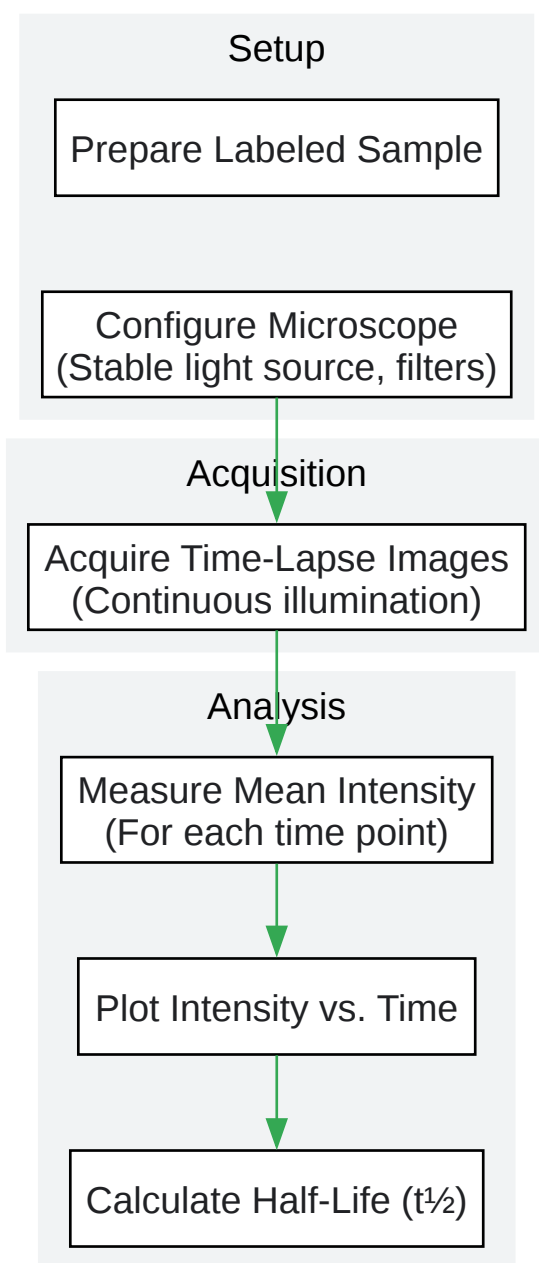 Setup
Prepare Labeled Sample
Configure Microscope
(Stable light source, filters)
Acquisition
Acquire Time-Lapse Images
(Continuous illumination)
Analysis
Measure Mean Intensity
(For each time point)
Plot Intensity vs. Time
Calculate Half-Life (t½)